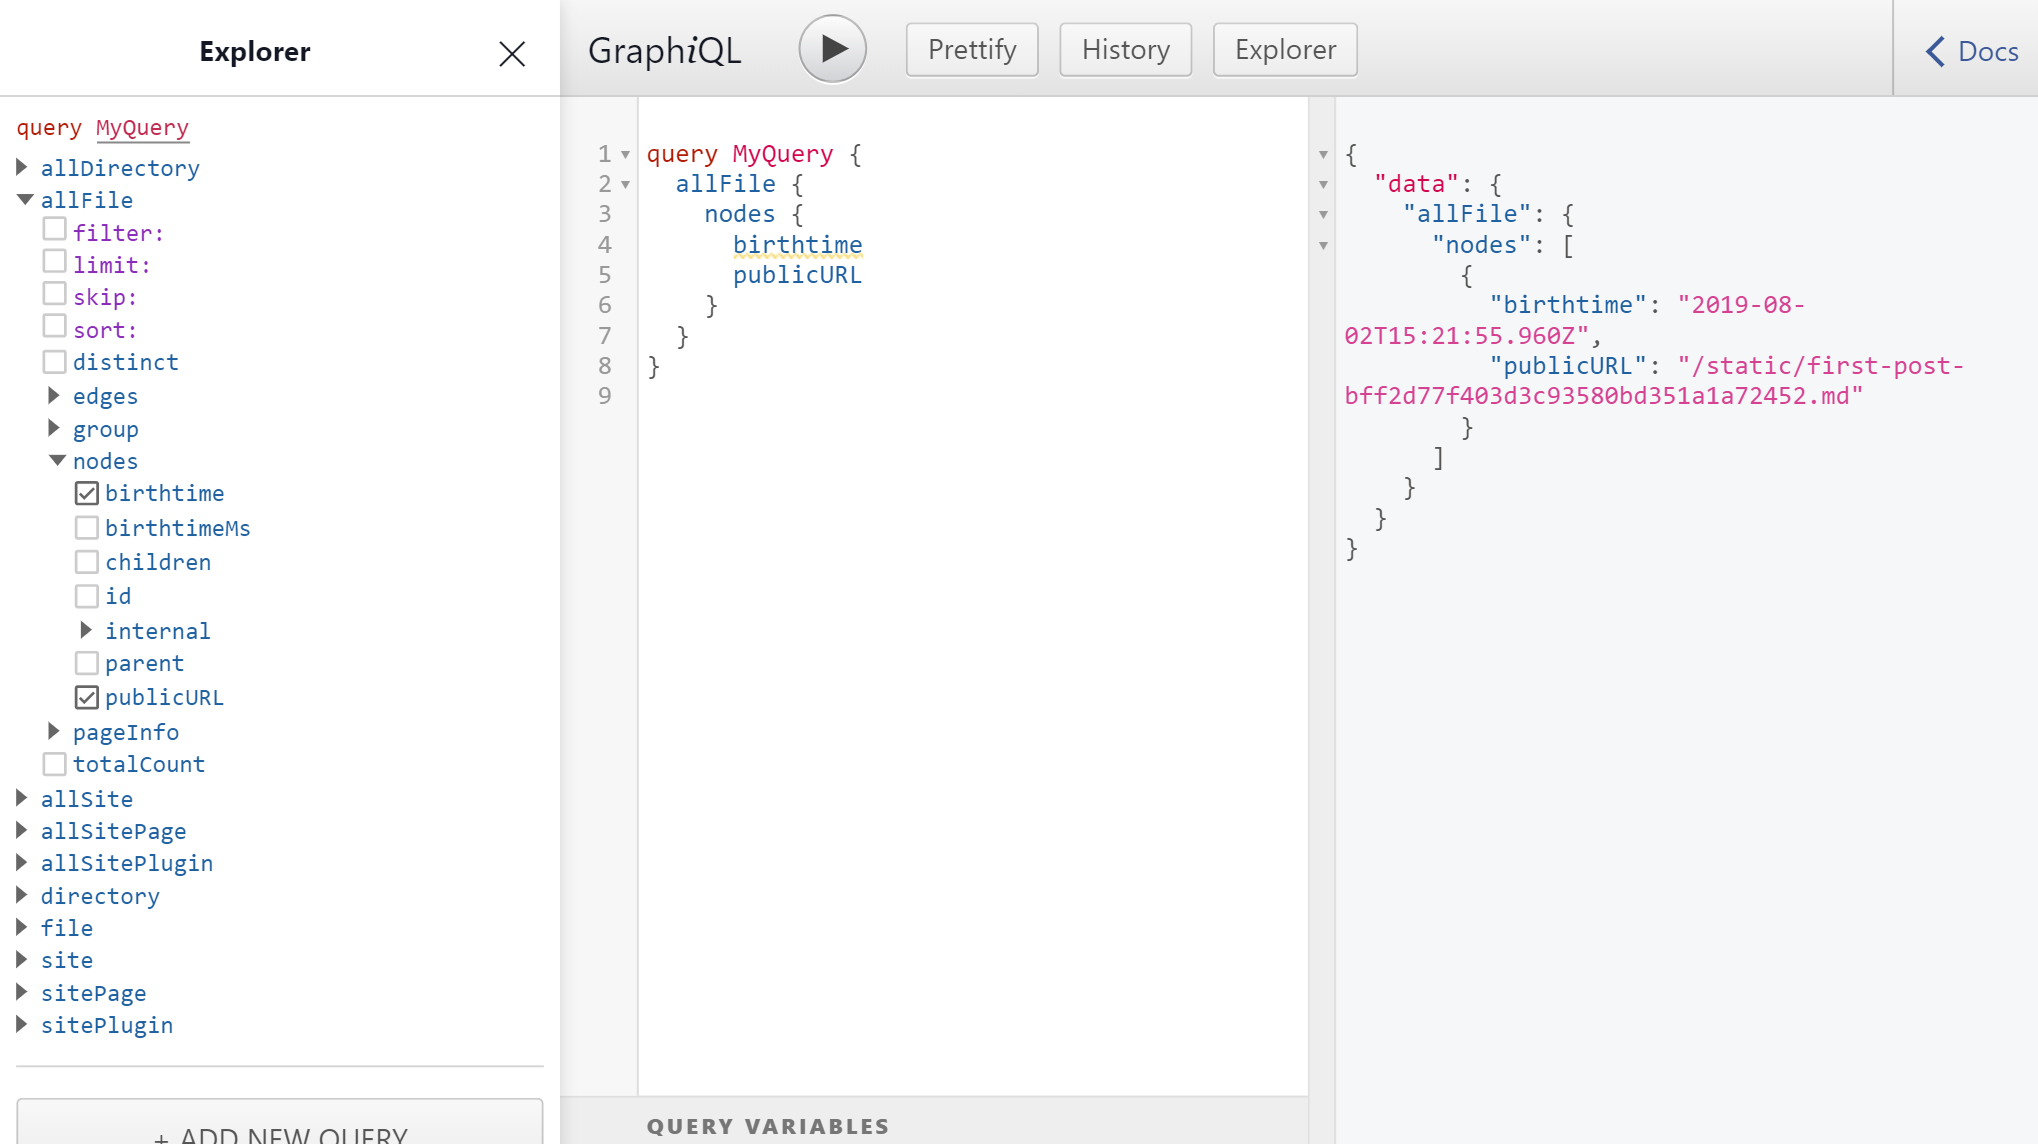 Explorer
query MyQuery
allDirectory
allFile
filter:
limit:
skip:
sort:
distinct
edges
group
nodes
birthtime
birthtimeMs
children
id
internal
parent
publicURL
pageInfo
totalCount
allSite
allSitePage
allSitePlugin
directory
file
site
sitePage
sitePlugin
+ ADD NEW QUERY
GraphiQL
Prettify
History
Explorer
Docs
1 query MyQuery {
2 allFile {
3 nodes {
4 birthtime
5 publicURL
6 }
7 }
8 }
9
QUERY VARIABLES
{
"data": {
"allFile": {
"nodes": [
{
"birthtime": "2019-08-
02T15:21:55.960Z",
"publicURL": "/static/first-post-
bff2d77f403d3c93580bd351a1a72452.md"
}
]
}
}
}